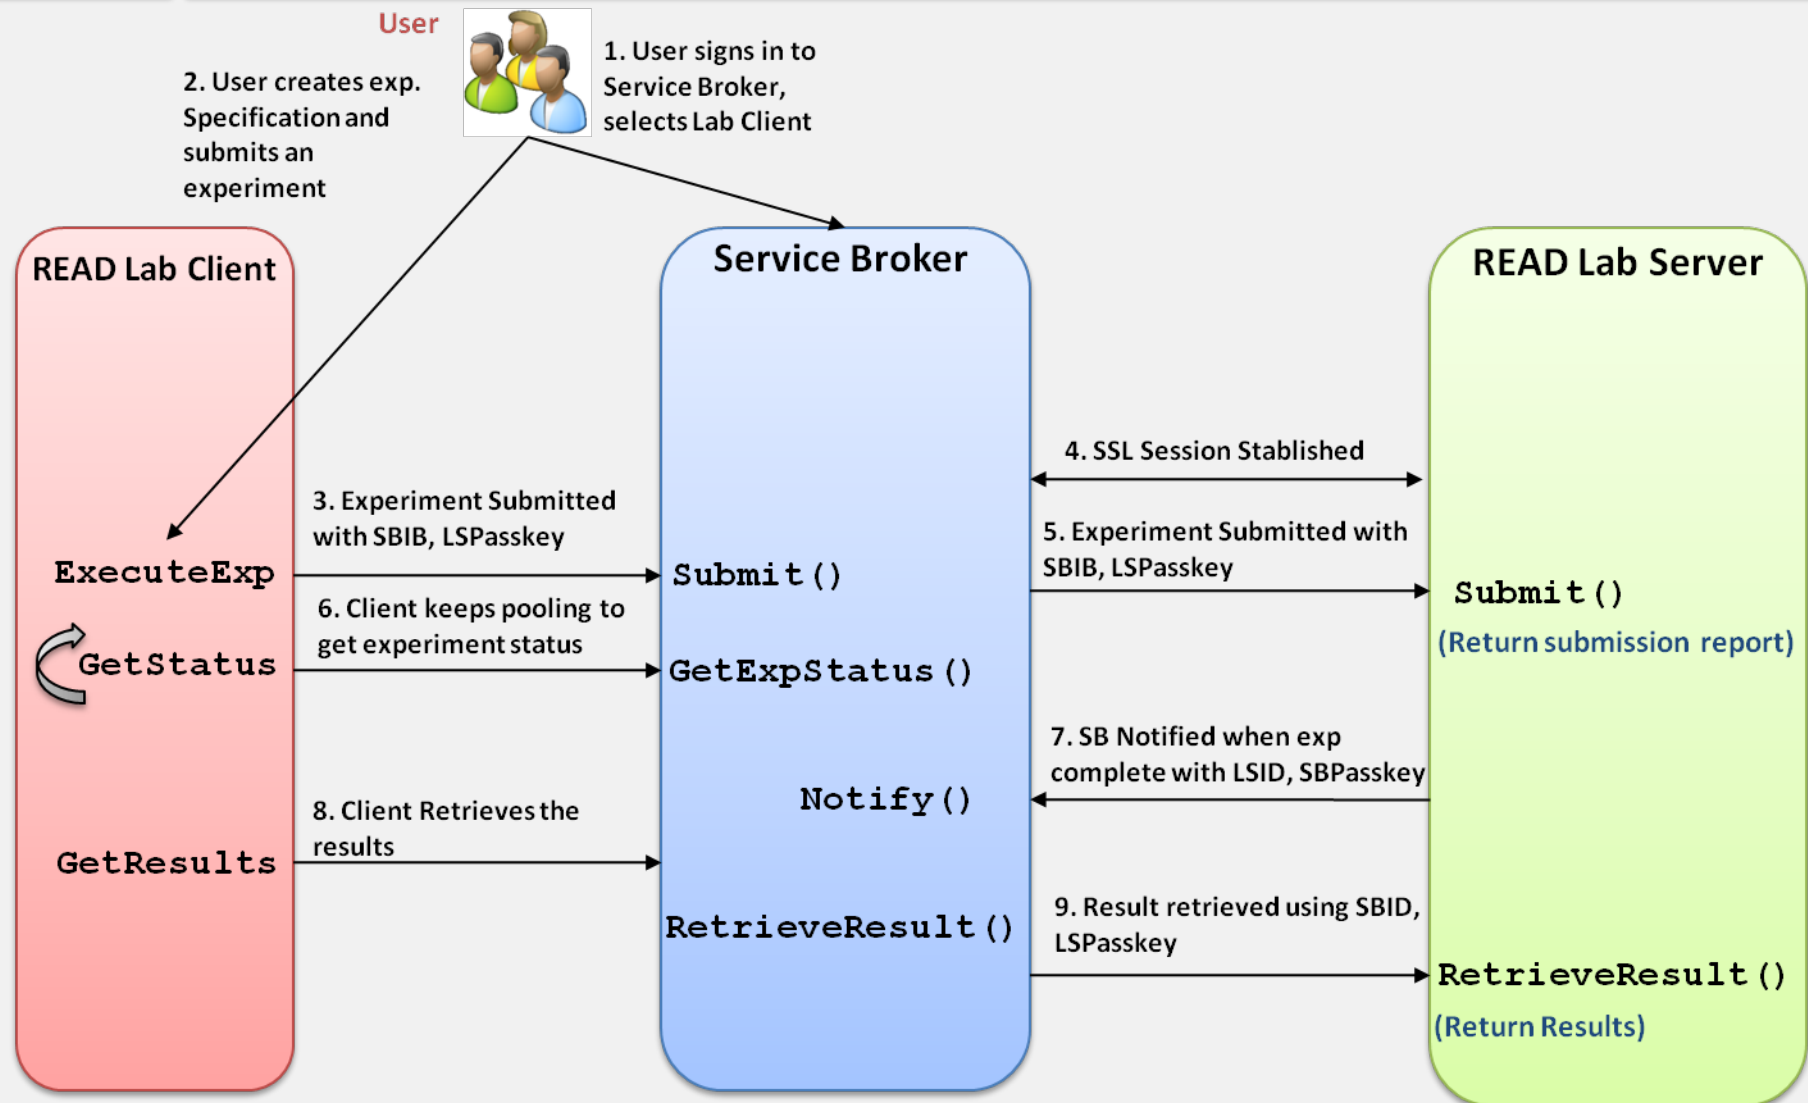 User
1. User signs in to
Service Broker,
selects Lab Client
2. User creates exp.
Specification and
submits an
experiment
READ Lab Client
Service Broker
READ Lab Server
4. SSL Session Stablished
3. Experiment Submitted
with SBIB, LSPasskey
5. Experiment Submitted with
SBIB, LSPasskey
ExecuteExp
Submit()
Submit()
(Return submission report)
6. Client keeps pooling to
get experiment status
GetStatus
GetExpStatus()
7. SB Notified when exp
complete with LSID, SBPasskey
Notify()
8. Client Retrieves the
results
GetResults
RetrieveResult()
9. Result retrieved using SBID,
LSPasskey
RetrieveResult()
(Return Results)